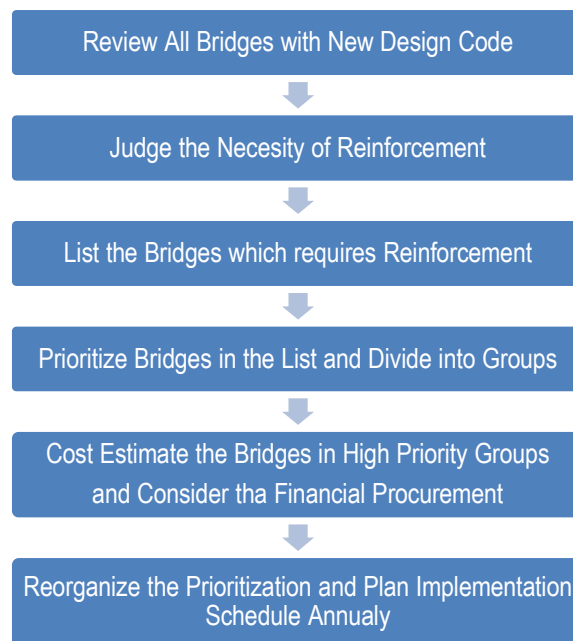 Review All Bridges with New Design Code
Judge the Necesity of Reinforcement
List the Bridges which requires Reinforcement
Prioritize Bridges in the List and Divide into Groups
Cost Estimate the Bridges in High Priority Groups
and Consider tha Financial Procurement
Reorganize the Prioritization and Plan Implementation
Schedule Annualy